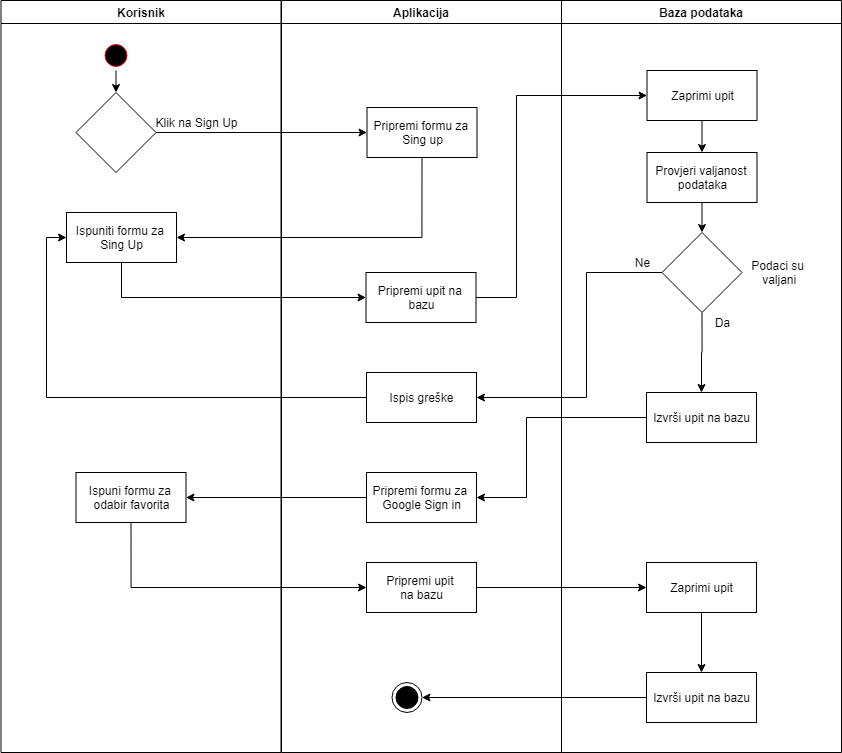 Korisnik
Aplikacija
Baza podataka
Klik na Sign Up
Pripremi formu za
Sing up
Zaprimi upit
Provjeri valjanost
podataka
Ispuniti formu za
Sing Up
Pripremi upit na
bazu
Ne
Podaci su
valjani
Da
Ispis greške
Izvrši upit na bazu
Ispuni formu za
odabir favorita
Pripremi formu za
Google Sign in
Pripremi upit
na bazu
Zaprimi upit
Izvrši upit na bazu